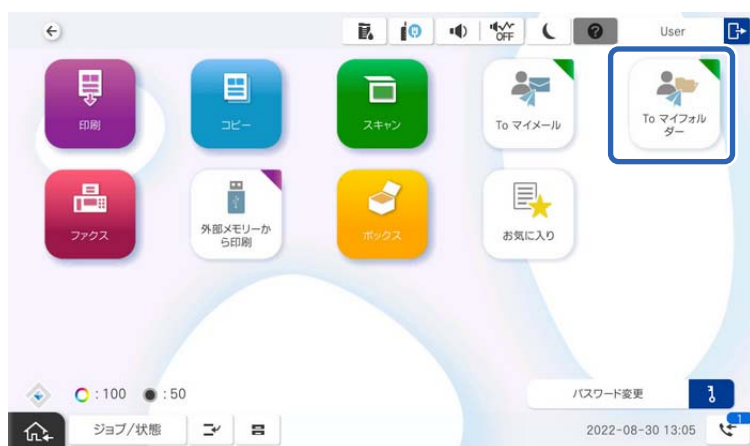 OFF
?
User
印刷
コピー
スキャン
To マイメール
To マイフォル
ダー
ファクス
外部メモリーか
ら印刷
ボックス
お気に入り
:100
:50
パスワード変更
ジョブ/状態
2022-08-30 13:05
1